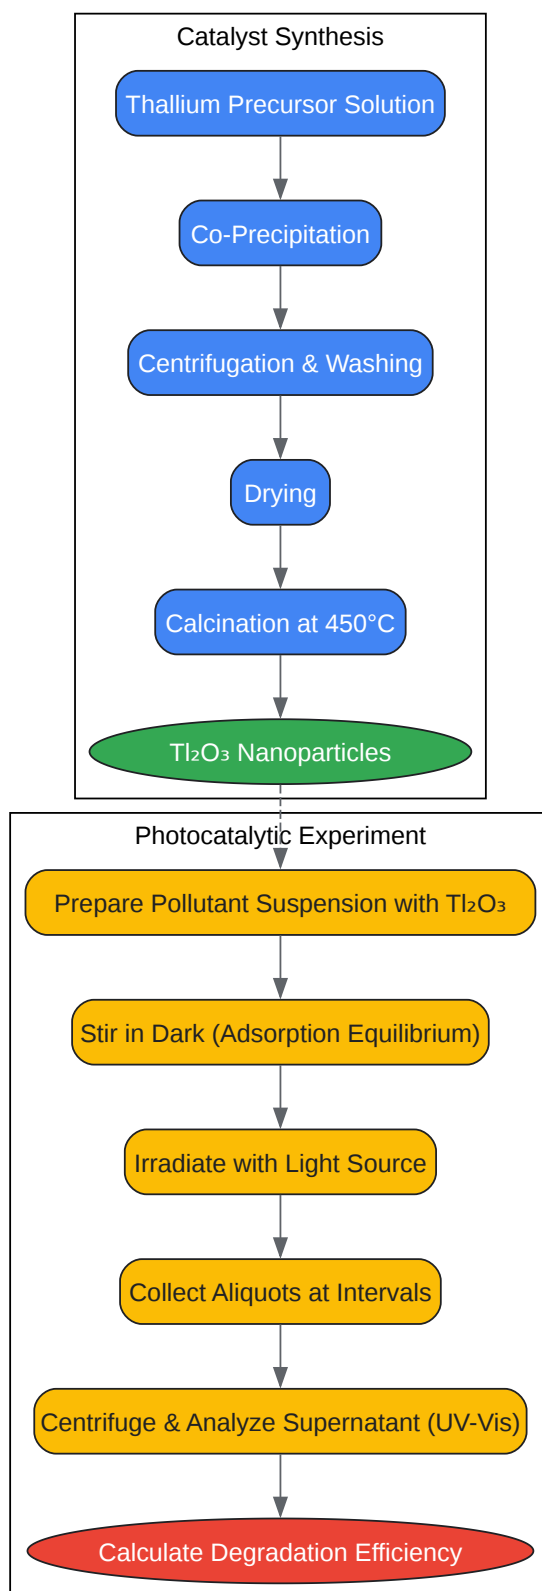 Catalyst Synthesis
Thallium Precursor Solution
Co-Precipitation
Centrifugation & Washing
Drying
Calcination at 450°C
Tl₂O₃ Nanoparticles
Photocatalytic Experiment
Prepare Pollutant Suspension with Tl₂O₃
Stir in Dark (Adsorption Equilibrium)
Irradiate with Light Source
Collect Aliquots at Intervals
Centrifuge & Analyze Supernatant (UV-Vis)
Calculate Degradation Efficiency